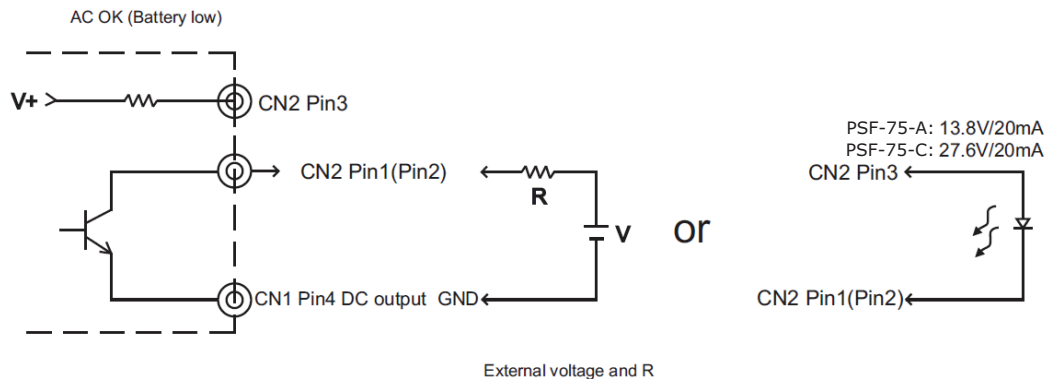 AC OK (Battery low)
V+
CN2 Pin3
CN2 Pin1(Pin2)
R
V
CN1 Pin4 DC output GND
or
PSF-75-A: 13.8V/20mA
PSF-75-C: 27.6V/20mA
CN2 Pin3
CN2 Pin1(Pin2)
External voltage and R